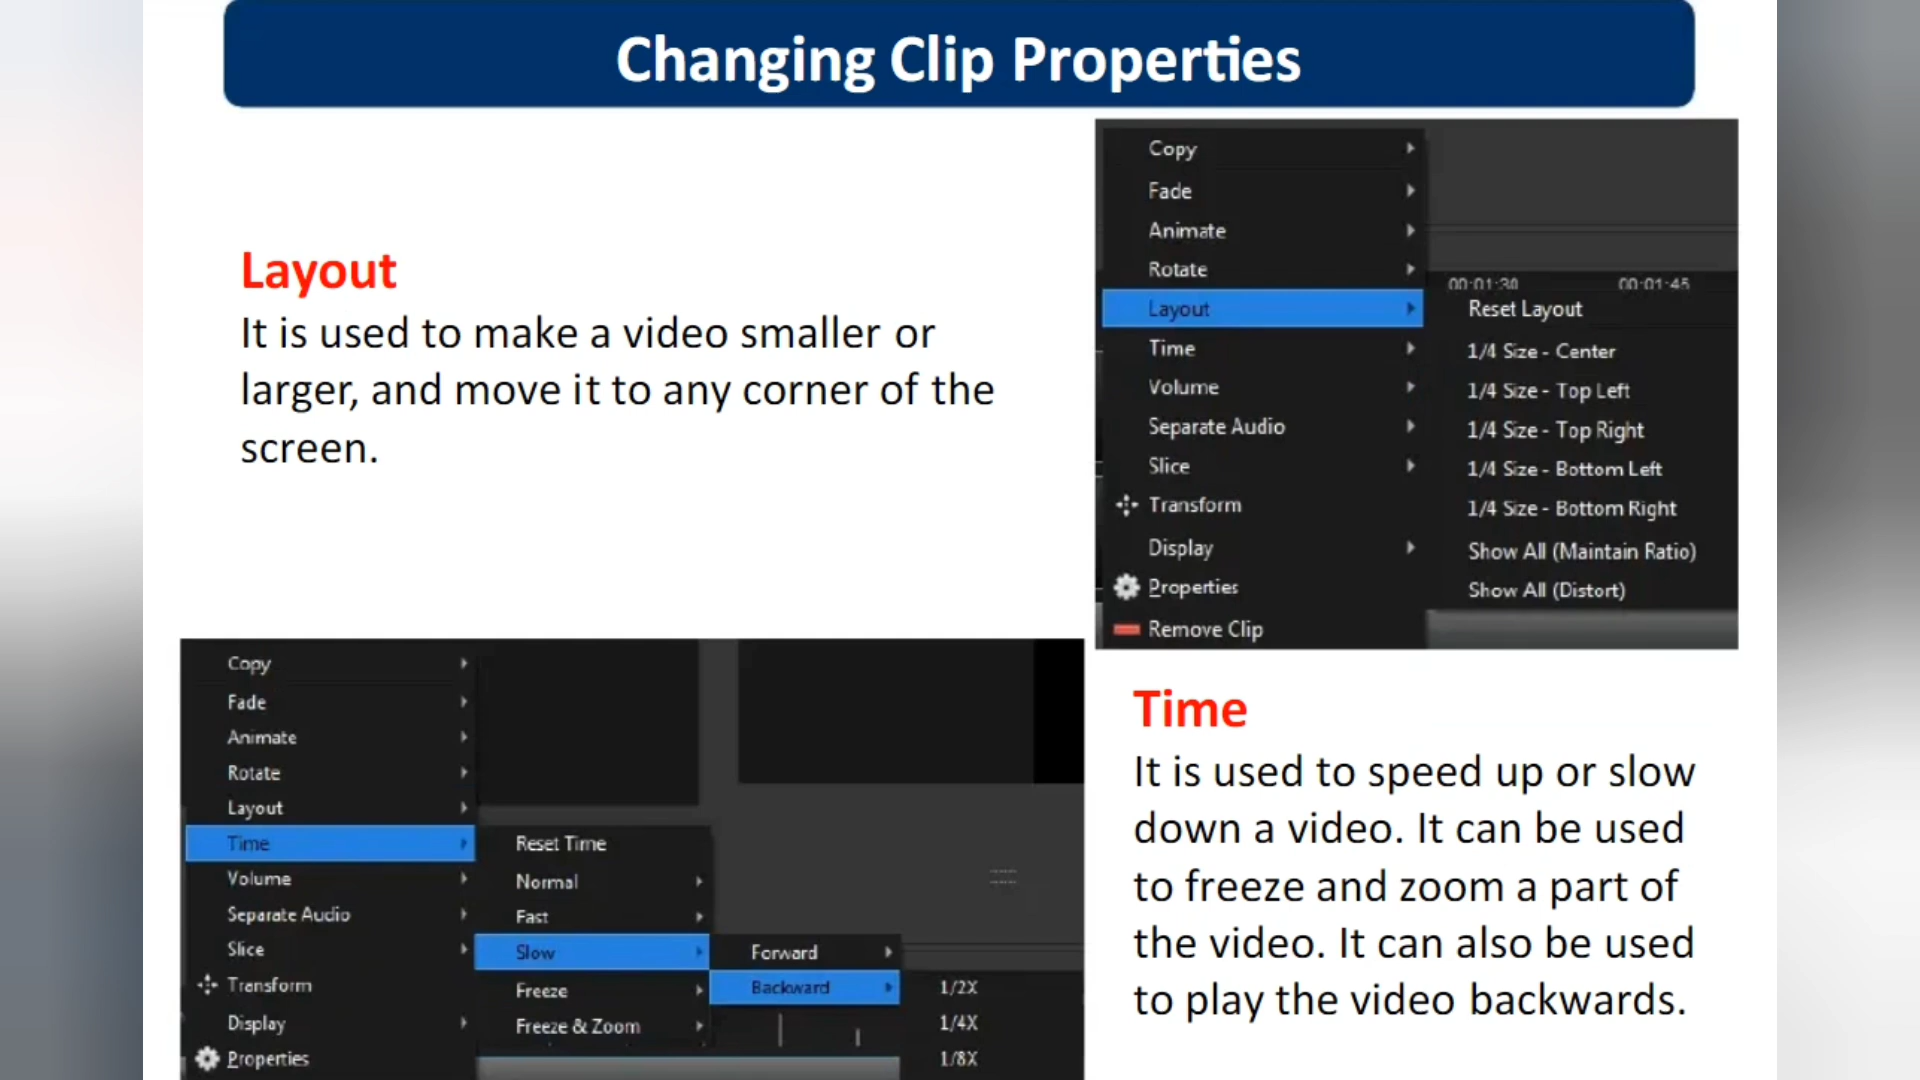 Changing Clip Properties
Layout
It is used to make a video smaller or
larger, and move it to any corner of the
screen.
Copy
Fade
Animate
Rotate
00:01:30 00:01:45
Layout
Reset Layout
Time
1/4 Size - Center
Volume
1/4 Size - Top Left
Separate Audio
1/4 Size - Top Right
Slice
1/4 Size - Bottom Left
Transform
1/4 Size - Bottom Right
Display
Show All (Maintain Ratio)
Properties
Show All (Distort)
Remove Clip
Copy
Fade
Animate
Rotate
Layout
Time
Reset Time
Volume
Normal
Separate Audio
Fast
Slice
Slow
Forward
Transform
Freeze
Backward
1/2X
Display
Freeze & Zoom
1/4X
Properties
1/8X
Time
It is used to speed up or slow
down a video. It can be used
to freeze and zoom a part of
the video. It can also be used
to play the video backwards.